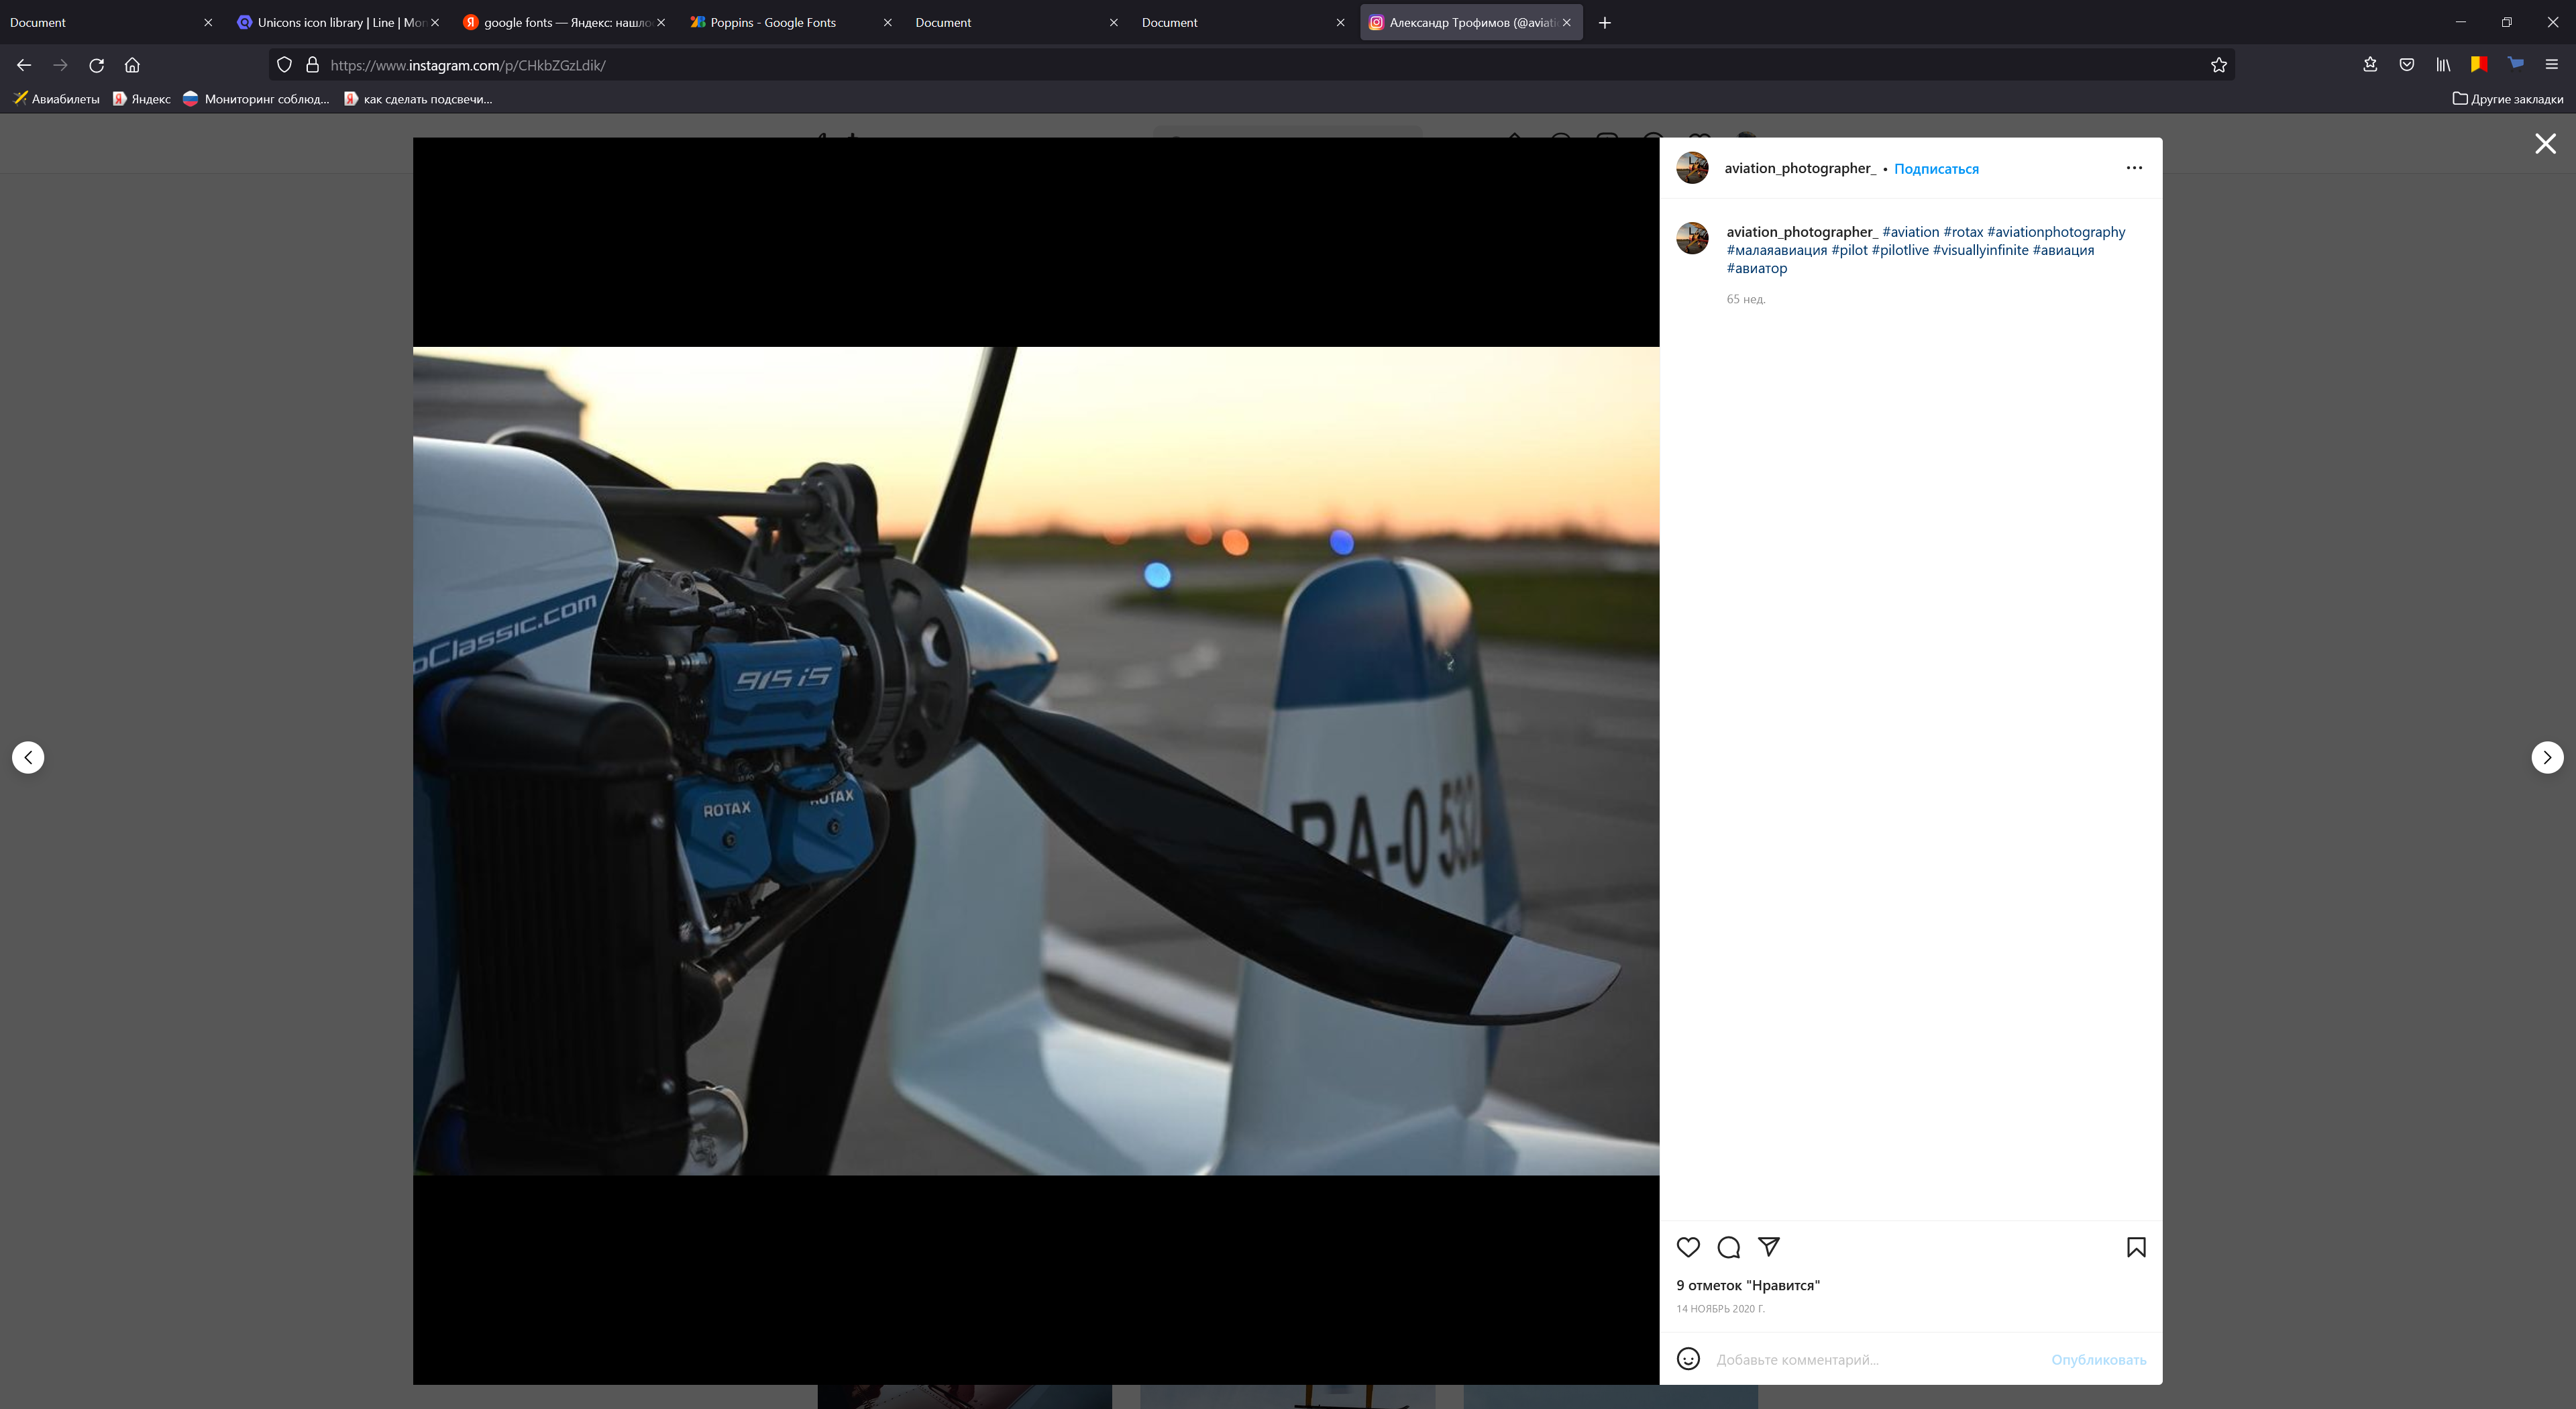 Document
Unicons icon library | Line | Mon
google fonts — Яндекс: нашло
Poppins - Google Fonts
Document
Document
Александр Трофимов (@aviatio
https://www.instagram.com/p/CHkbZGzLdik/
Авиабилеты
Яндекс
Мониторинг соблюд...
как сделать подсвечи...
Другие закладки
aviation_photographer_ • Подписаться
aviation_photographer_ #aviation #rotax #aviationphotography
#малаяавиация #pilot #pilotlive #visuallyinfinite #авиация
#авиатор
65 нед.
oClassic.com
915 iS
ROTAX
ROTAX
RA-0 532
9 отметок "Нравится"
14 НОЯБРЬ 2020 Г.
Добавьте комментарий...
Опубликовать